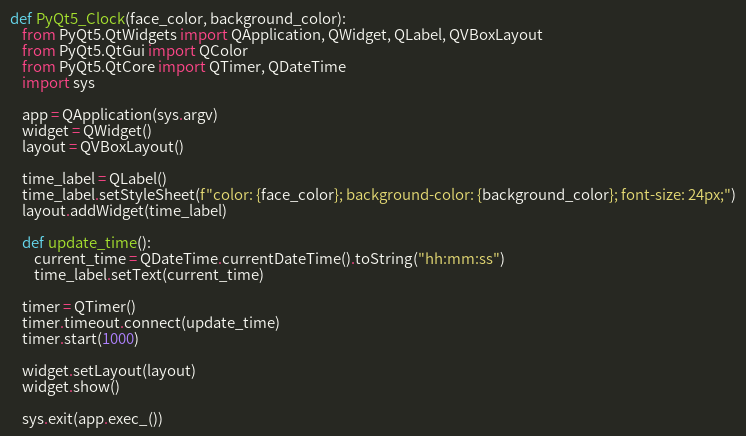 def PyQt5_Clock(face_color, background_color):
    from PyQt5.QtWidgets import QApplication, QWidget, QLabel, QVBoxLayout
    from PyQt5.QtGui import QColor
    from PyQt5.QtCore import QTimer, QDateTime
    import sys

    app = QApplication(sys.argv)
    widget = QWidget()
    layout = QVBoxLayout()

    time_label = QLabel()
    time_label.setStyleSheet(f"color: {face_color}; background-color: {background_color}; font-size: 24px;")
    layout.addWidget(time_label)

    def update_time():
        current_time = QDateTime.currentDateTime().toString("hh:mm:ss")
        time_label.setText(current_time)

    timer = QTimer()
    timer.timeout.connect(update_time)
    timer.start(1000)

    widget.setLayout(layout)
    widget.show()

    sys.exit(app.exec_())